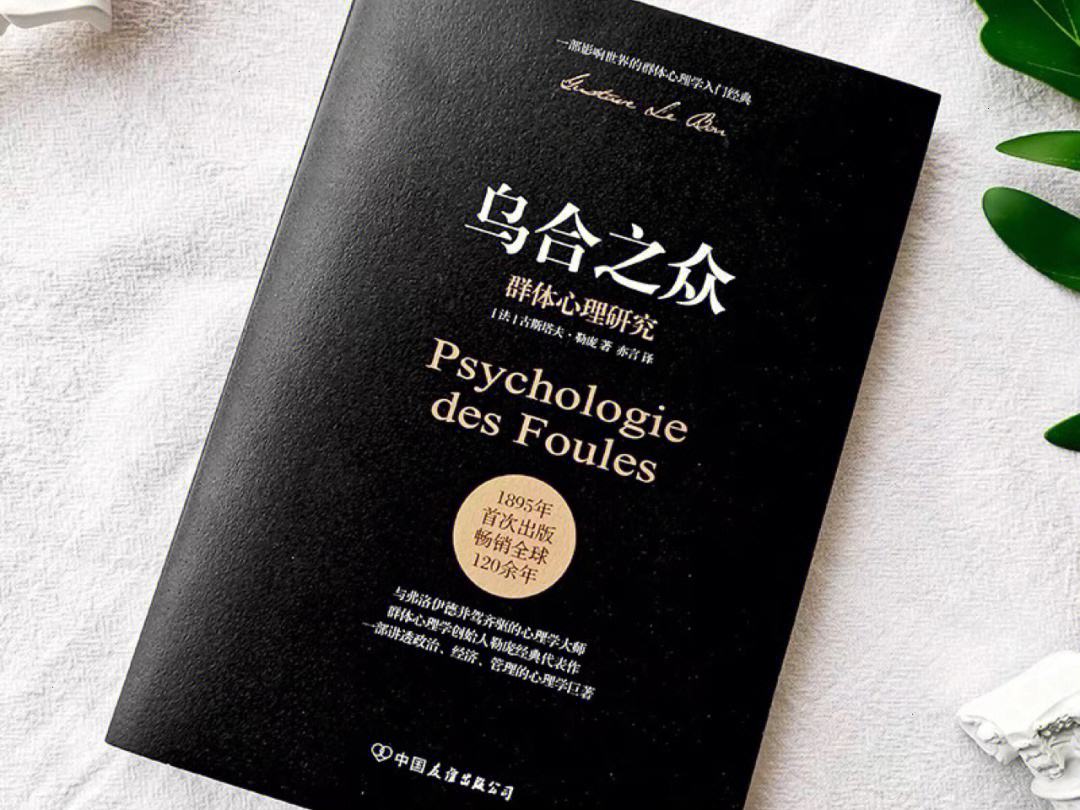 一部影响世界的群体心理学入门经典
Gustave Le Bon
乌合之众
群体心理研究
[法]古斯塔夫·勒庞 著 亦言 译
Psychologie
des Foules
1895年
首次出版
畅销全球
120余年
与弗洛伊德并驾齐驱的心理学大师
群体心理学创始人勒庞经典代表作
一部讲透政治、经济、管理的心理学巨著
中国友谊出版公司